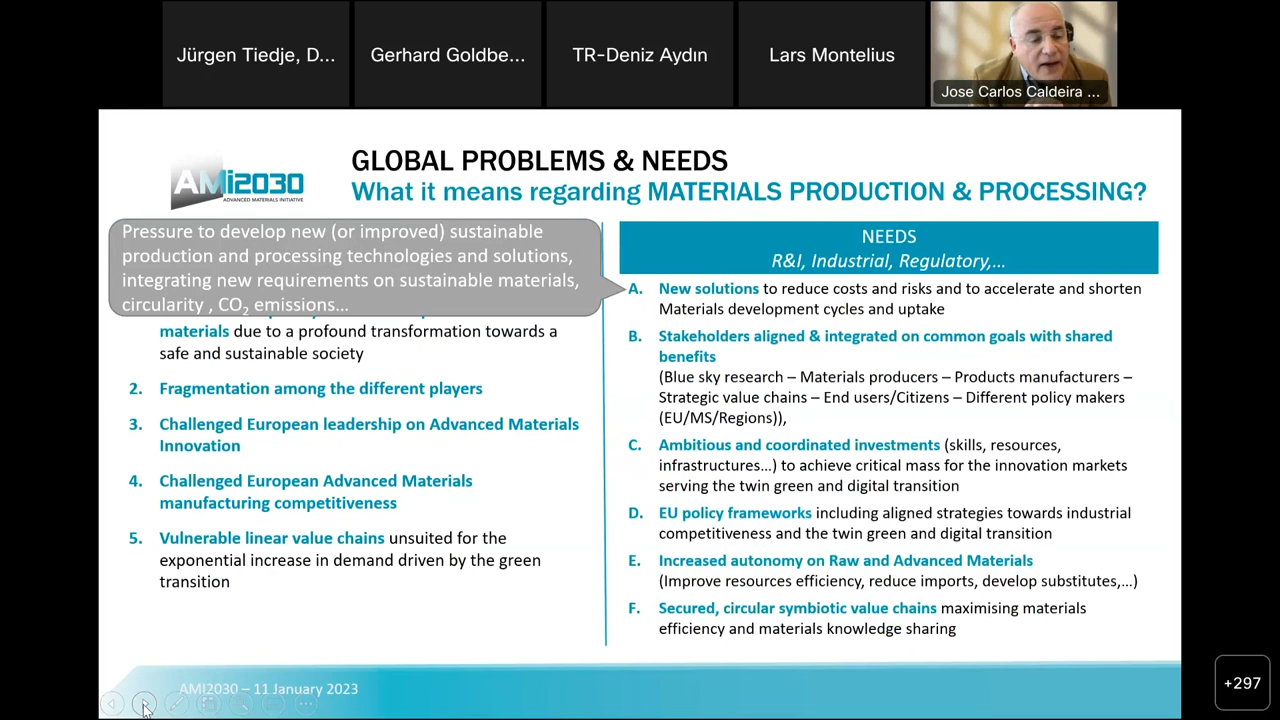 Jürgen Tiedje, D...
Gerhard Goldbe...
TR-Deniz Aydın
Lars Montelius
Jose Carlos Caldeira ...
AMi2030
ADVANCED MATERIALS INITIATIVE
GLOBAL PROBLEMS & NEEDS
What it means regarding MATERIALS PRODUCTION & PROCESSING?
Pressure to develop new (or improved) sustainable
production and processing technologies and solutions,
integrating new requirements on sustainable materials,
circularity , CO₂ emissions…
materials due to a profound transformation towards a
safe and sustainable society
2. Fragmentation among the different players
3. Challenged European leadership on Advanced Materials
Innovation
4. Challenged European Advanced Materials
manufacturing competitiveness
5. Vulnerable linear value chains unsuited for the
exponential increase in demand driven by the green
transition
NEEDS
R&I, Industrial, Regulatory,…
A. New solutions to reduce costs and risks and to accelerate and shorten
Materials development cycles and uptake
B. Stakeholders aligned & integrated on common goals with shared
benefits
(Blue sky research – Materials producers – Products manufacturers –
Strategic value chains – End users/Citizens – Different policy makers
(EU/MS/Regions)),
C. Ambitious and coordinated investments (skills, resources,
infrastructures…) to achieve critical mass for the innovation markets
serving the twin green and digital transition
D. EU policy frameworks including aligned strategies towards industrial
competitiveness and the twin green and digital transition
E. Increased autonomy on Raw and Advanced Materials
(Improve resources efficiency, reduce imports, develop substitutes,…)
F. Secured, circular symbiotic value chains maximising materials
efficiency and materials knowledge sharing
AMI2030 – 11 January 2023
+297